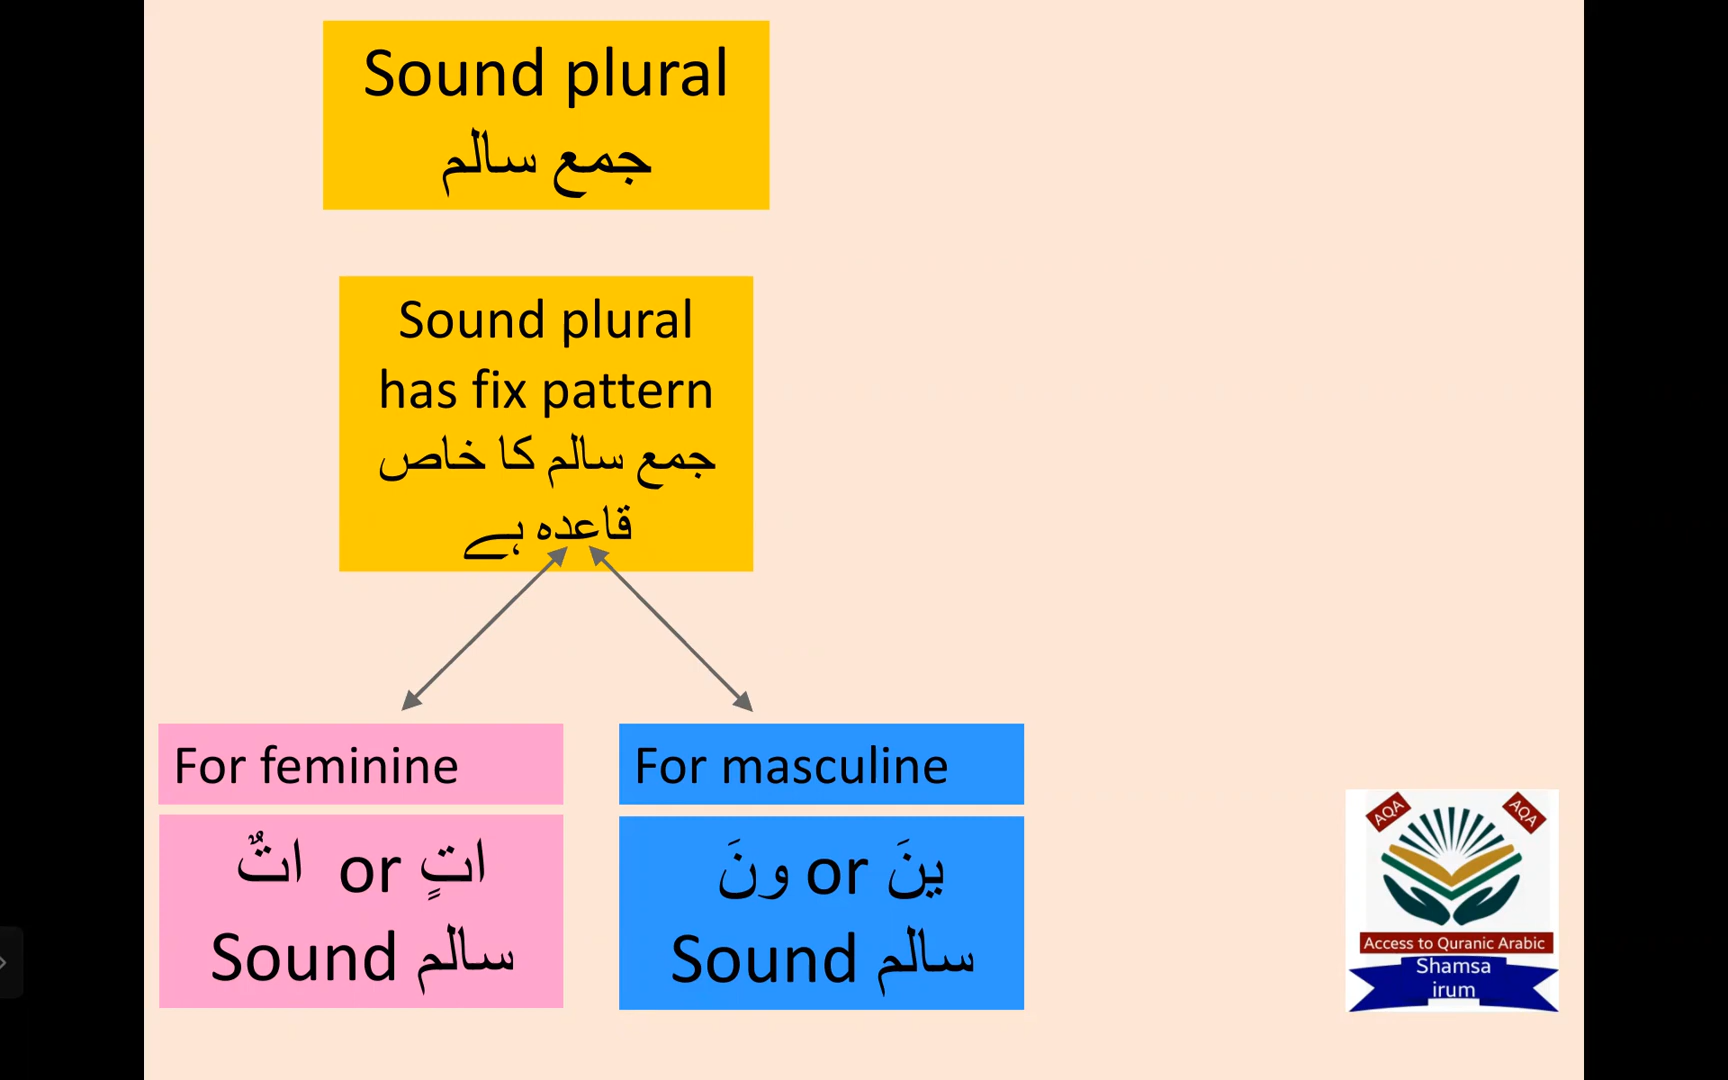 Sound plural
جمع سالم
Sound plural
has fix pattern
جمع سالم کا خاص
قاعدہ ہے
For feminine
اتٌ or اتٍ
Sound سالم
For masculine
ونَ or ینَ
Sound سالم
AQA
AQA
Access to Quranic Arabic
Shamsa
irum